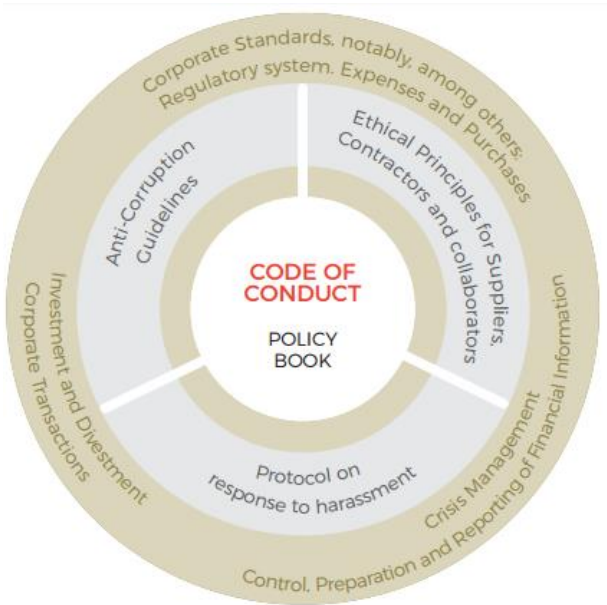 Corporate Standards, notably, among others:
Regulatory system. Expenses and Purchases
Anti-Corruption
Guidelines
Ethical Principles for Suppliers,
Contractors and collaborators
CODE OF
CONDUCT
POLICY
BOOK
Protocol on
response to harassment
Investment and Divestment
Corporate Transactions
Crisis Management
Control, Preparation and Reporting of Financial Information